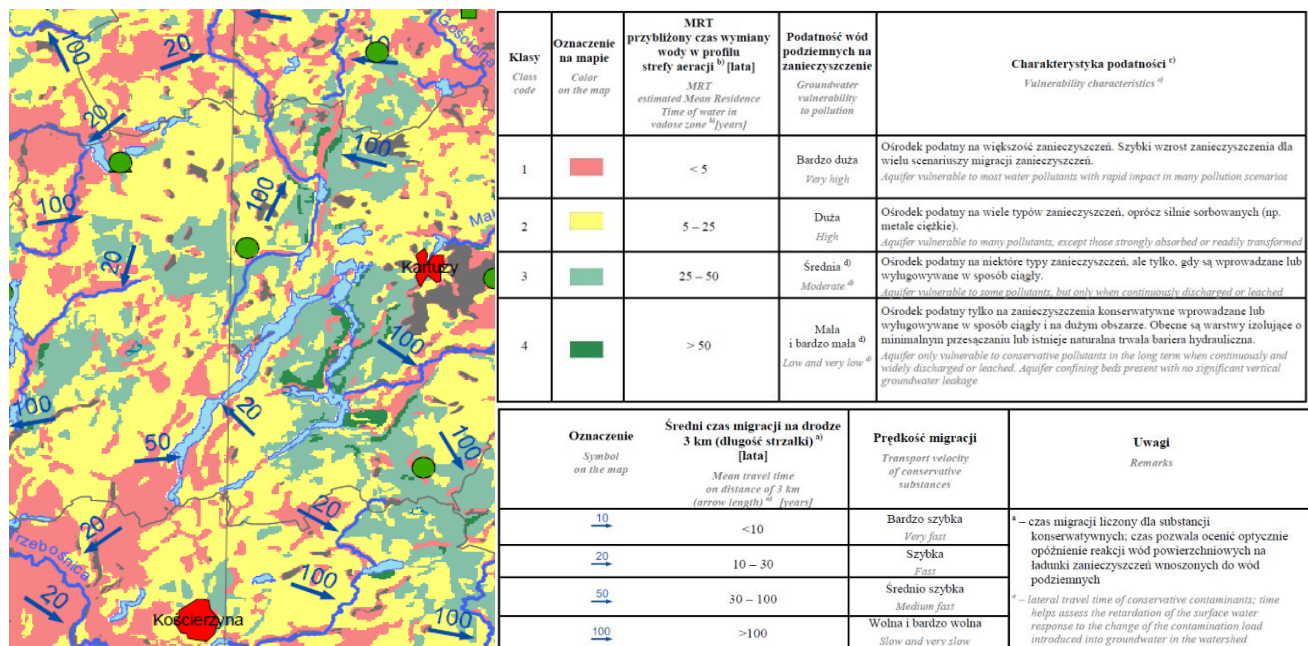 100
20
10
Gościcina
20
100
100
100
Kartuzy
20
100
100
20
50
100
20
20
trzebośnica
20
100
Kościerzyna
100
Klasy
Class
code
Oznaczenie
na mapie
Color
on the map
MRT
przybliżony czas wymiany
wody w profilu
strefy aeracji b) [lata]
MRT
estimated Mean Residence
Time of water in
vadose zone b)[years]
Podatność wód
podziemnych na
zanieczyszczenie
Groundwater
vulnerability
to pollution
Charakterystyka podatności c)
Vulnerability characteristics c)
1
< 5
Bardzo duża
Very high
Ośrodek podatny na większość zanieczyszczeń. Szybki wzrost zanieczyszczenia dla
wielu scenariuszy migracji zanieczyszczeń.
Aquifer vulnerable to most water pollutants with rapid impact in many pollution scenarios
2
5 – 25
Duża
High
Ośrodek podatny na wiele typów zanieczyszczeń, oprócz silnie sorbowanych (np.
metale ciężkie).
Aquifer vulnerable to many pollutants, except those strongly absorbed or readily transformed
3
25 – 50
Średnia d)
Moderate d)
Ośrodek podatny na niektóre typy zanieczyszczeń, ale tylko, gdy są wprowadzane lub
wyługowywane w sposób ciągły.
Aquifer vulnerable to some pollutants, but only when continuously discharged or leached
4
> 50
Mała
i bardzo mała d)
Low and very low d)
Ośrodek podatny tylko na zanieczyszczenia konserwatywne wprowadzane lub
wyługowywane w sposób ciągły i na dużym obszarze. Obecne są warstwy izolujące o
minimalnym przesączaniu lub istnieje naturalna trwała bariera hydrauliczna.
Aquifer only vulnerable to conservative pollutants in the long term when continuously and
widely discharged or leached. Aquifer confining beds present with no significant vertical
groundwater leakage
Oznaczenie
Symbol
on the map
Średni czas migracji na drodze
3 km (długość strzałki) a)
[lata]
Mean travel time
on distance of 3 km
(arrow length) a) [years]
Prędkość migracji
Transport velocity
of conservative
substances
Uwagi
Remarks
10
<10
Bardzo szybka
Very fast
20
10 – 30
Szybka
Fast
50
30 – 100
Średnio szybka
Medium fast
100
>100
Wolna i bardzo wolna
Slow and very slow
a – czas migracji liczony dla substancji
konserwatywnych; czas pozwala ocenić optycznie
opóźnienie reakcji wód powierzchniowych na
ładunki zanieczyszczeń wnoszonych do wód
podziemnych
a – lateral travel time of conservative contaminants; time
helps assess the retardation of the surface water
response to the change of the contamination load
introduced into groundwater in the watershed